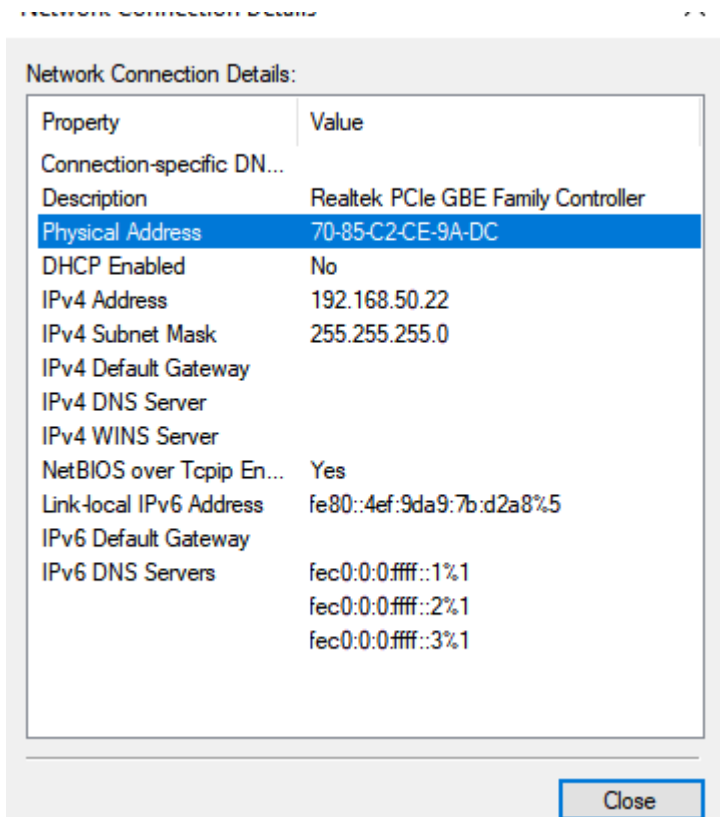 Network Connection Details
Network Connection Details:
Property Value
Connection-specific DN...
Description Realtek PCIe GBE Family Controller
Physical Address 70-85-C2-CE-9A-DC
DHCP Enabled No
IPv4 Address 192.168.50.22
IPv4 Subnet Mask 255.255.255.0
IPv4 Default Gateway
IPv4 DNS Server
IPv4 WINS Server
NetBIOS over Tcpip En... Yes
Link-local IPv6 Address fe80::4ef:9da9:7b:d2a8%5
IPv6 Default Gateway
IPv6 DNS Servers fec0:0:0:ffff::1%1
fec0:0:0:ffff::2%1
fec0:0:0:ffff::3%1
Close